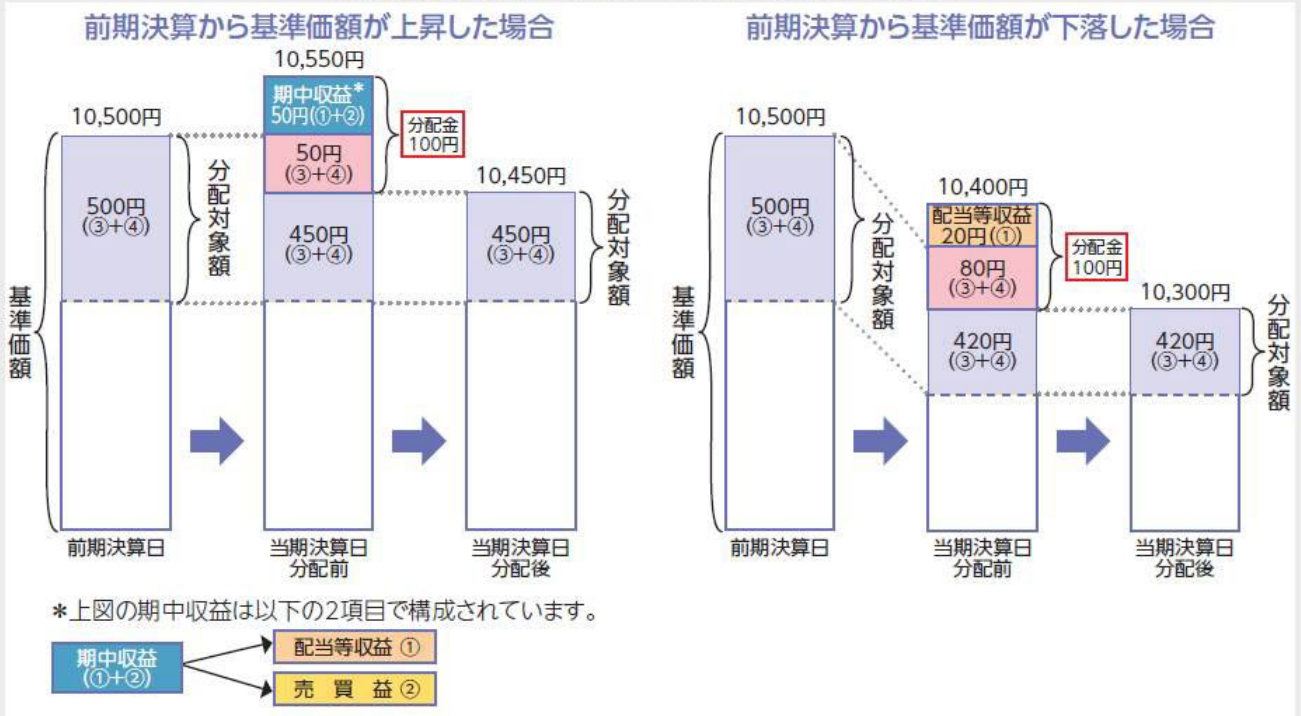 前期決算から基準価額が上昇した場合
10,500円
500円
(③+④)
分配対象額
基準価額
前期決算日
10,550円
期中収益*
50円(①+②)
50円
(③+④)
450円
(③+④)
分配金
100円
当期決算日
分配前
10,450円
450円
(③+④)
分配対象額
当期決算日
分配後
前期決算から基準価額が下落した場合
10,500円
500円
(③+④)
分配対象額
基準価額
前期決算日
10,400円
配当等収益
20円(①)
80円
(③+④)
420円
(③+④)
分配金
100円
当期決算日
分配前
10,300円
420円
(③+④)
分配対象額
当期決算日
分配後
*上図の期中収益は以下の2項目で構成されています。
期中収益
(①+②)
配当等収益 ①
売 買 益 ②